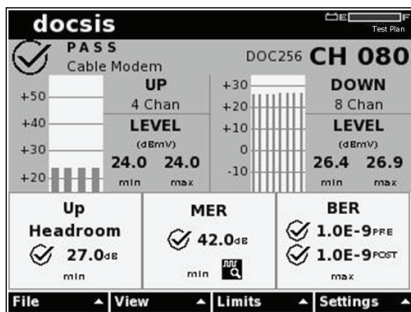 docsis
E F
Test Plan
PASS
Cable Modem
DOC256 CH 080
+50
+40
+30
+20
UP
4 Chan
LEVEL
(dBmV)
24.0 24.0
min max
+30
+20
+10
0
-10
DOWN
8 Chan
LEVEL
(dBmV)
26.4 26.9
min max
Up
Headroom
27.0dB
min
MER
42.0dB
min
BER
1.0E-9PRE
1.0E-9POST
max
File View Limits Settings